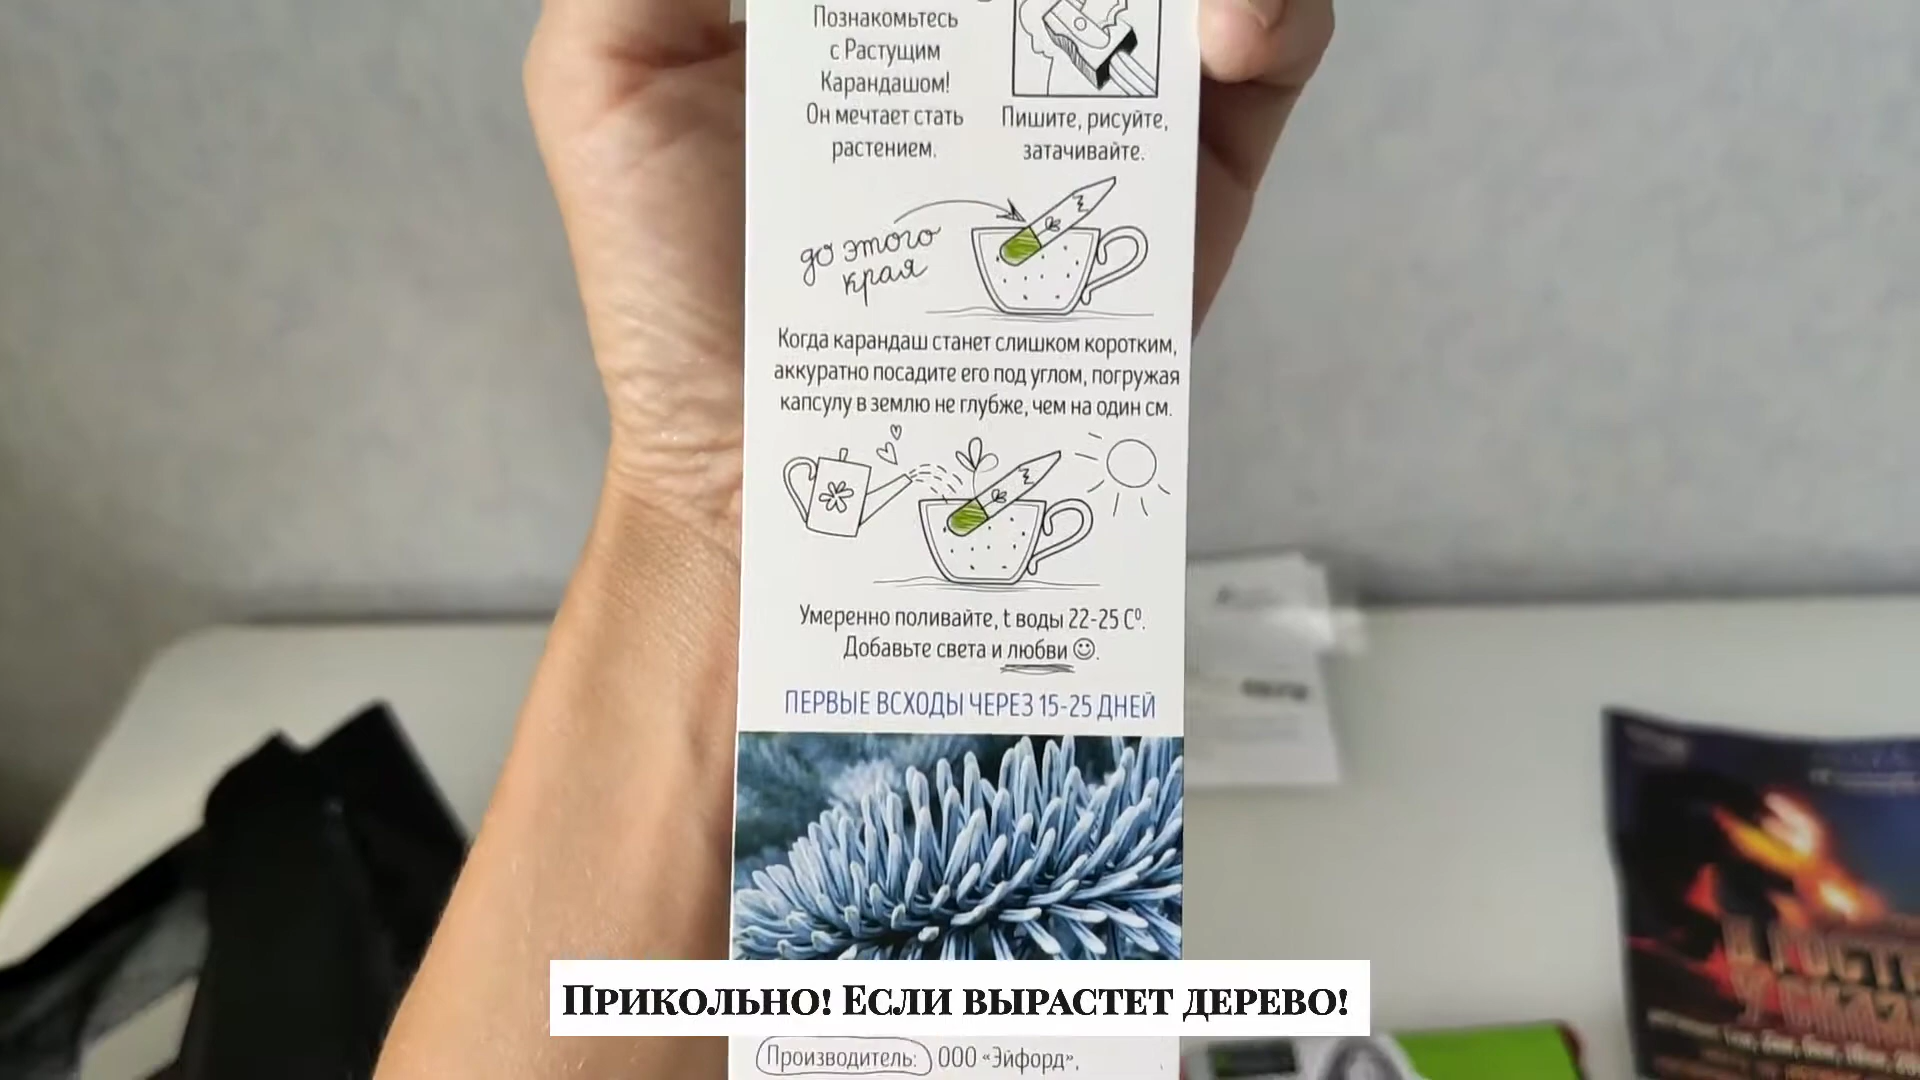 Познакомьтесь
с Растущим
Карандашом!
Он мечтает стать
растением.
Пишите, рисуйте,
затачивайте.
до этого
края
Когда карандаш станет слишком коротким,
аккуратно посадите его под углом, погружая
капсулу в землю не глубже, чем на один см.
Умеренно поливайте, t воды 22-25 С⁰.
Добавьте света и любви ☺.
ПЕРВЫЕ ВСХОДЫ ЧЕРЕЗ 15-25 ДНЕЙ
Прикольно! Если вырастет дерево!
Производитель: ООО «Эйфорд»,